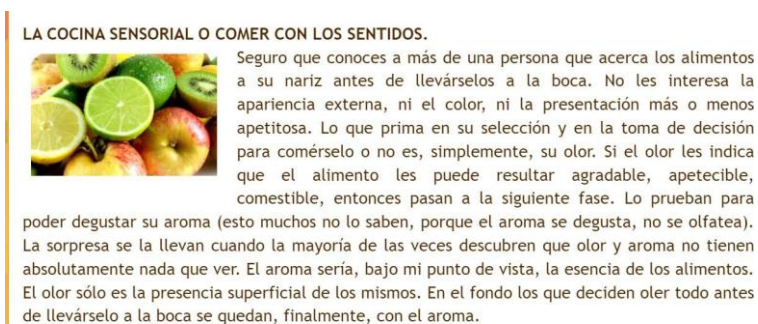 LA COCINA SENSORIAL O COMER CON LOS SENTIDOS.
Seguro que conoces a más de una persona que acerca los alimentos
a su nariz antes de llevárselos a la boca. No les interesa la
apariencia externa, ni el color, ni la presentación más o menos
apetitosa. Lo que prima en su selección y en la toma de decisión
para comérselo o no es, simplemente, su olor. Si el olor les indica
que el alimento les puede resultar agradable, apetecible,
comestible, entonces pasan a la siguiente fase. Lo prueban para
poder degustar su aroma (esto muchos no lo saben, porque el aroma se degusta, no se olfatea).
La sorpresa se la llevan cuando la mayoría de las veces descubren que olor y aroma no tienen
absolutamente nada que ver. El aroma sería, bajo mi punto de vista, la esencia de los alimentos.
El olor sólo es la presencia superficial de los mismos. En el fondo los que deciden oler todo antes
de llevárselo a la boca se quedan, finalmente, con el aroma.